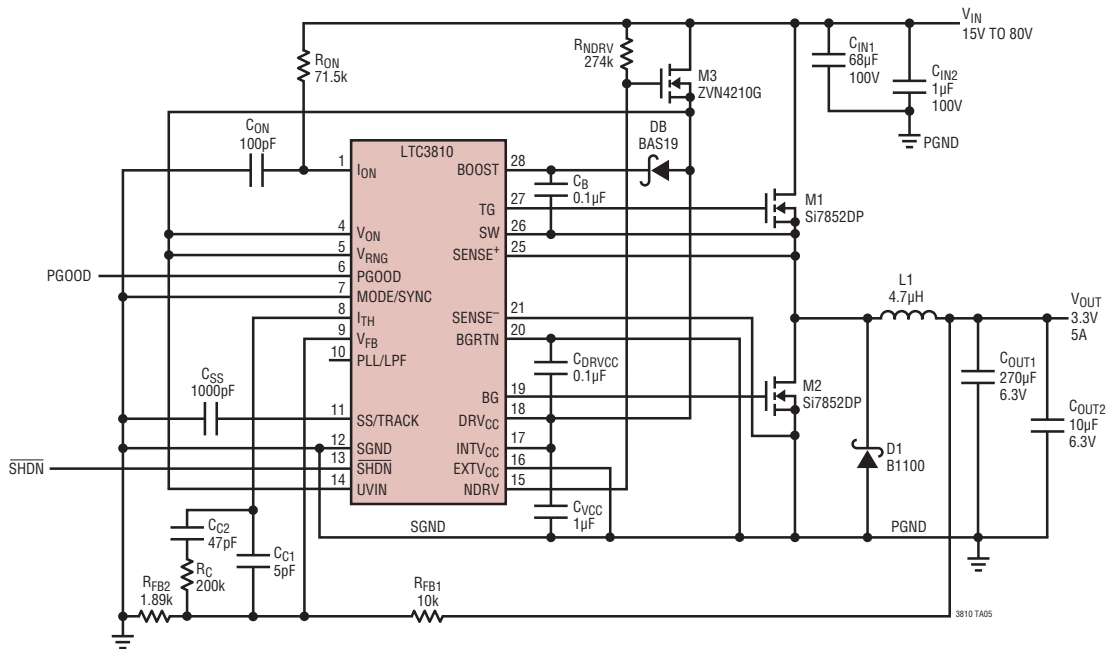 V_IN
15V TO 80V
R_ON
71.5k
R_NDRV
274k
M3
ZVN4210G
C_IN1
68µF
100V
C_IN2
1µF
100V
PGND
C_ON
100pF
DB
BAS19
LTC3810
1
I_ON
BOOST
28
C_B
0.1µF
M1
Si7852DP
TG
27
4
V_ON
SW
26
5
V_RNG
SENSE+
25
PGOOD
6
PGOOD
7
MODE/SYNC
8
I_TH
SENSE–
21
9
V_FB
BGRTN
20
10
PLL/LPF
L1
4.7µH
V_OUT
3.3V
5A
C_DRVCC
0.1µF
C_OUT1
270µF
6.3V
C_SS
1000pF
BG
19
M2
Si7852DP
11
SS/TRACK
DRV_CC
18
C_OUT2
10µF
6.3V
12
SGND
INTV_CC
17
D1
B1100
SHDN
13
SHDN
EXTV_CC
16
14
UVIN
NDRV
15
C_VCC
1µF
SGND
PGND
C_C2
47pF
C_C1
5pF
R_C
200k
R_FB2
1.89k
R_FB1
10k
3810 TA05